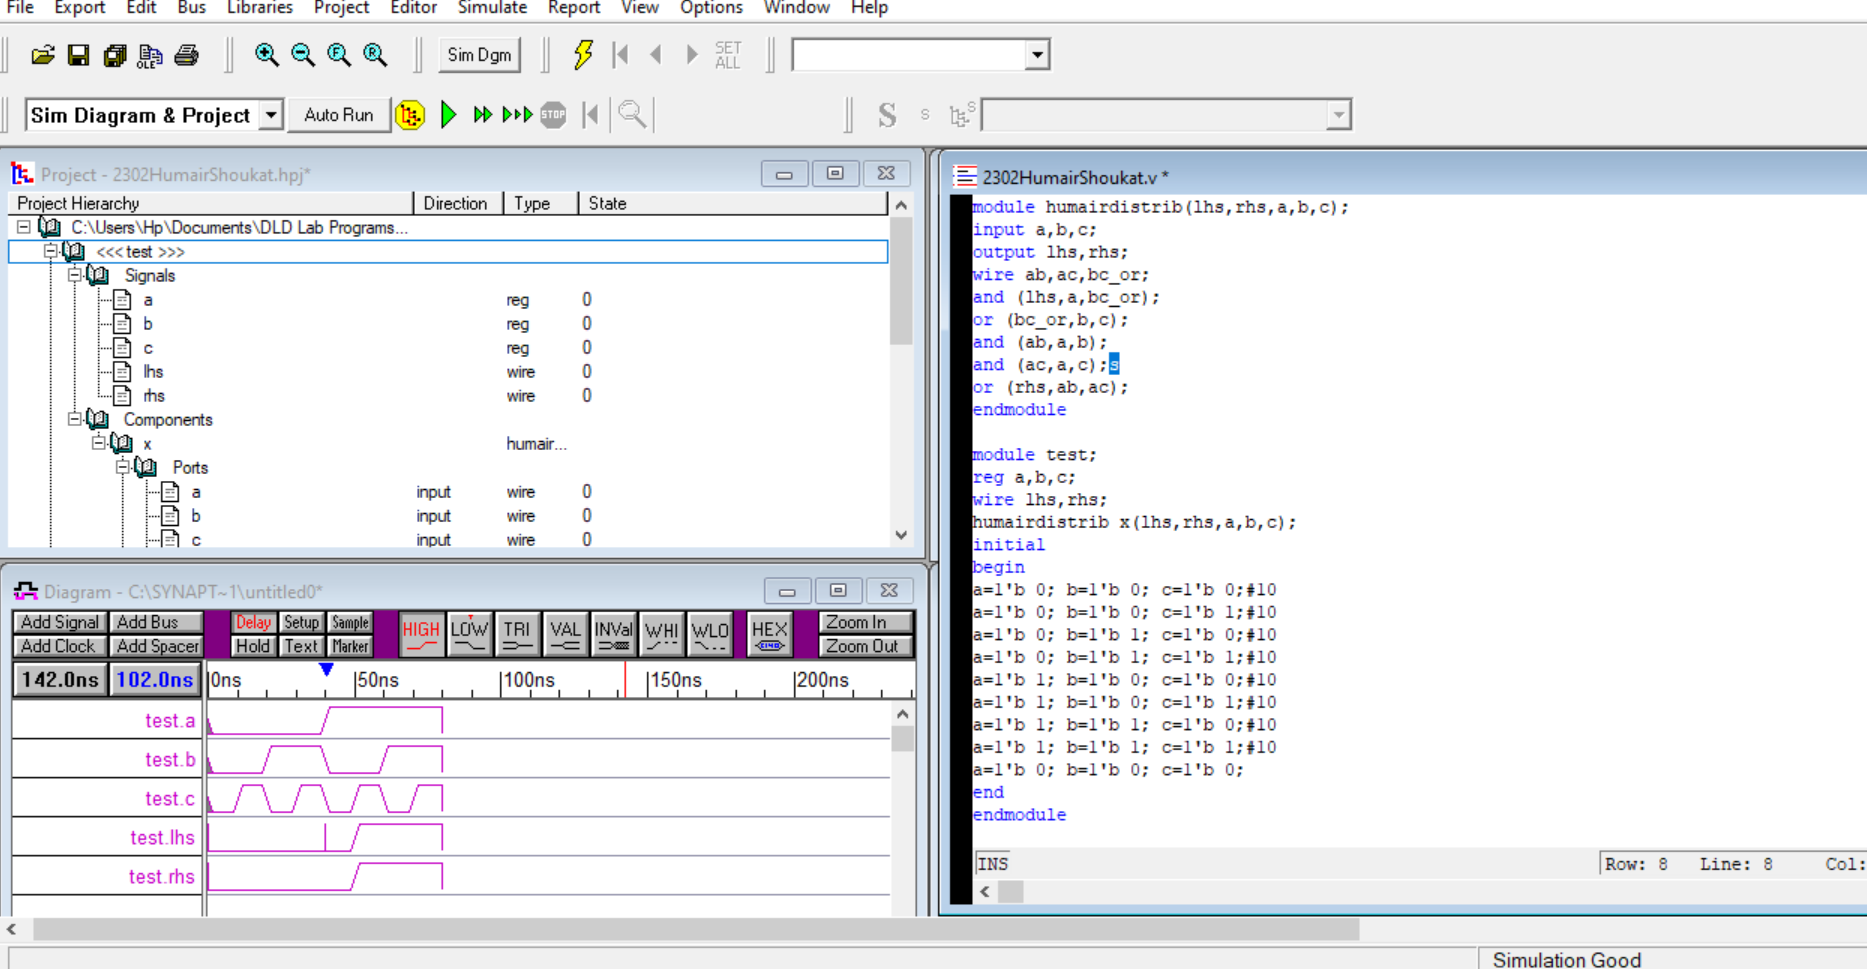 File Export Edit Bus Libraries Project Editor Simulate Report View Options Window Help
OLE F R Sim Dgm SET ALL
Sim Diagram & Project Auto Run STOP S s S
Project - 2302HumairShoukat.hpj*
Project Hierarchy Direction Type State
C:\Users\Hp\Documents\DLD Lab Programs...
<<< test >>>
Signals
a reg 0
b reg 0
c reg 0
lhs wire 0
rhs wire 0
Components
x humair...
Ports
a input wire 0
b input wire 0
c input wire 0
Diagram - C:\SYNAPT~1\untitled0*
Add Signal Add Bus Delay Setup Sample HIGH LOW TRI VAL INVal WHI WLO HEX Zoom In
Add Clock Add Spacer Hold Text Marker Zoom Out
142.0ns 102.0ns 0ns 50ns 100ns 150ns 200ns
test.a
test.b
test.c
test.lhs
test.rhs
2302HumairShoukat.v *
module humairdistrib(lhs,rhs,a,b,c);
input a,b,c;
output lhs,rhs;
wire ab,ac,bc_or;
and (lhs,a,bc_or);
or (bc_or,b,c);
and (ab,a,b);
and (ac,a,c);s
or (rhs,ab,ac);
endmodule
module test;
reg a,b,c;
wire lhs,rhs;
humairdistrib x(lhs,rhs,a,b,c);
initial
begin
a=1'b 0; b=1'b 0; c=1'b 0;#10
a=1'b 0; b=1'b 0; c=1'b 1;#10
a=1'b 0; b=1'b 1; c=1'b 0;#10
a=1'b 0; b=1'b 1; c=1'b 1;#10
a=1'b 1; b=1'b 0; c=1'b 0;#10
a=1'b 1; b=1'b 0; c=1'b 1;#10
a=1'b 1; b=1'b 1; c=1'b 0;#10
a=1'b 1; b=1'b 1; c=1'b 1;#10
a=1'b 0; b=1'b 0; c=1'b 0;
end
endmodule
INS Row: 8 Line: 8 Col:
Simulation Good